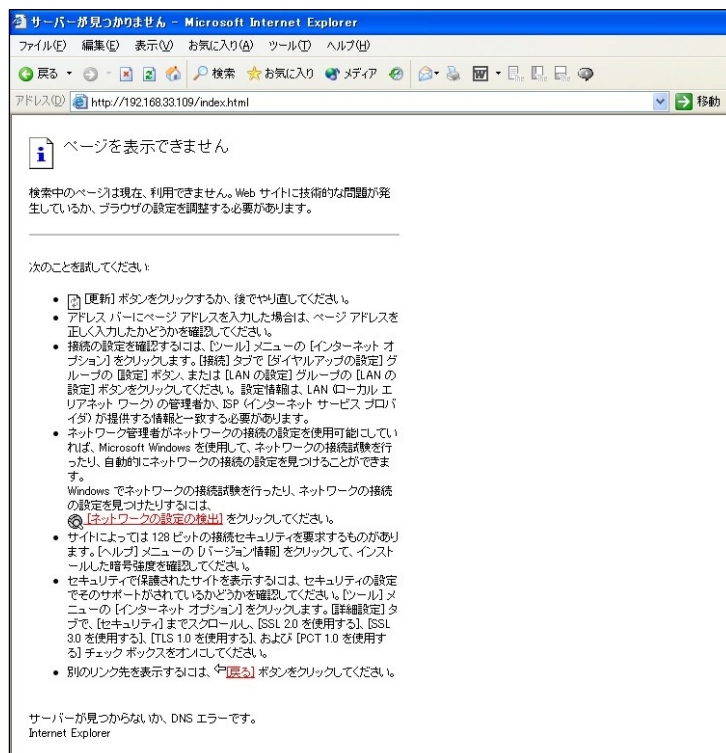 サーバーが見つかりません - Microsoft Internet Explorer
ファイル(F) 編集(E) 表示(V) お気に入り(A) ツール(T) ヘルプ(H)
戻る 検索 お気に入り メディア
アドレス(D) http://192.168.33.109/index.html 移動
ページを表示できません
検索中のページは現在、利用できません。Web サイトに技術的な問題が発
生しているか、ブラウザの設定を調整する必要があります。
次のことを試してください:
• [更新] ボタンをクリックするか、後でやり直してください。
• アドレス バーにページ アドレスを入力した場合は、ページ アドレスを
正しく入力したかどうかを確認してください。
• 接続の設定を確認するには、[ツール] メニューの [インターネット オ
プション] をクリックします。[接続] タブで [ダイヤルアップの設定] グ
ループの [設定] ボタン、または [LAN の設定] グループの [LAN の
設定] ボタンをクリックしてください。 設定情報は、LAN (ローカル エ
リアネット ワーク) の管理者か、ISP (インターネット サービス プロバ
イダ) が提供する情報と一致する必要があります。
• ネットワーク管理者がネットワークの接続の設定を使用可能にしてい
れば、Microsoft Windows を使用して、ネットワークの接続試験を行
ったり、自動的にネットワークの接続の設定を見つけることができま
す。
Windows でネットワークの接続試験を行ったり、ネットワークの接続
の設定を見つけたりするには、
[ネットワークの設定の検出] をクリックしてください。
• サイトによっては 128 ビットの接続セキュリティを要求するものがあり
ます。[ヘルプ] メニューの [バージョン情報] をクリックして、インスト
ールした暗号強度を確認してください。
• セキュリティで保護されたサイトを表示するには、セキュリティの設定
でそのサポートがされているかどうかを確認してください。[ツール] メ
ニューの [インターネット オプション] をクリックします。[詳細設定] タ
ブで、[セキュリティ] までスクロールし、[SSL 2.0 を使用する]、[SSL
3.0 を使用する]、[TLS 1.0 を使用する]、および [PCT 1.0 を使用す
る] チェック ボックスをオンにしてください。
• 別のリンク先を表示するには、[戻る] ボタンをクリックしてください。
サーバーが見つからないか、DNS エラーです。
Internet Explorer